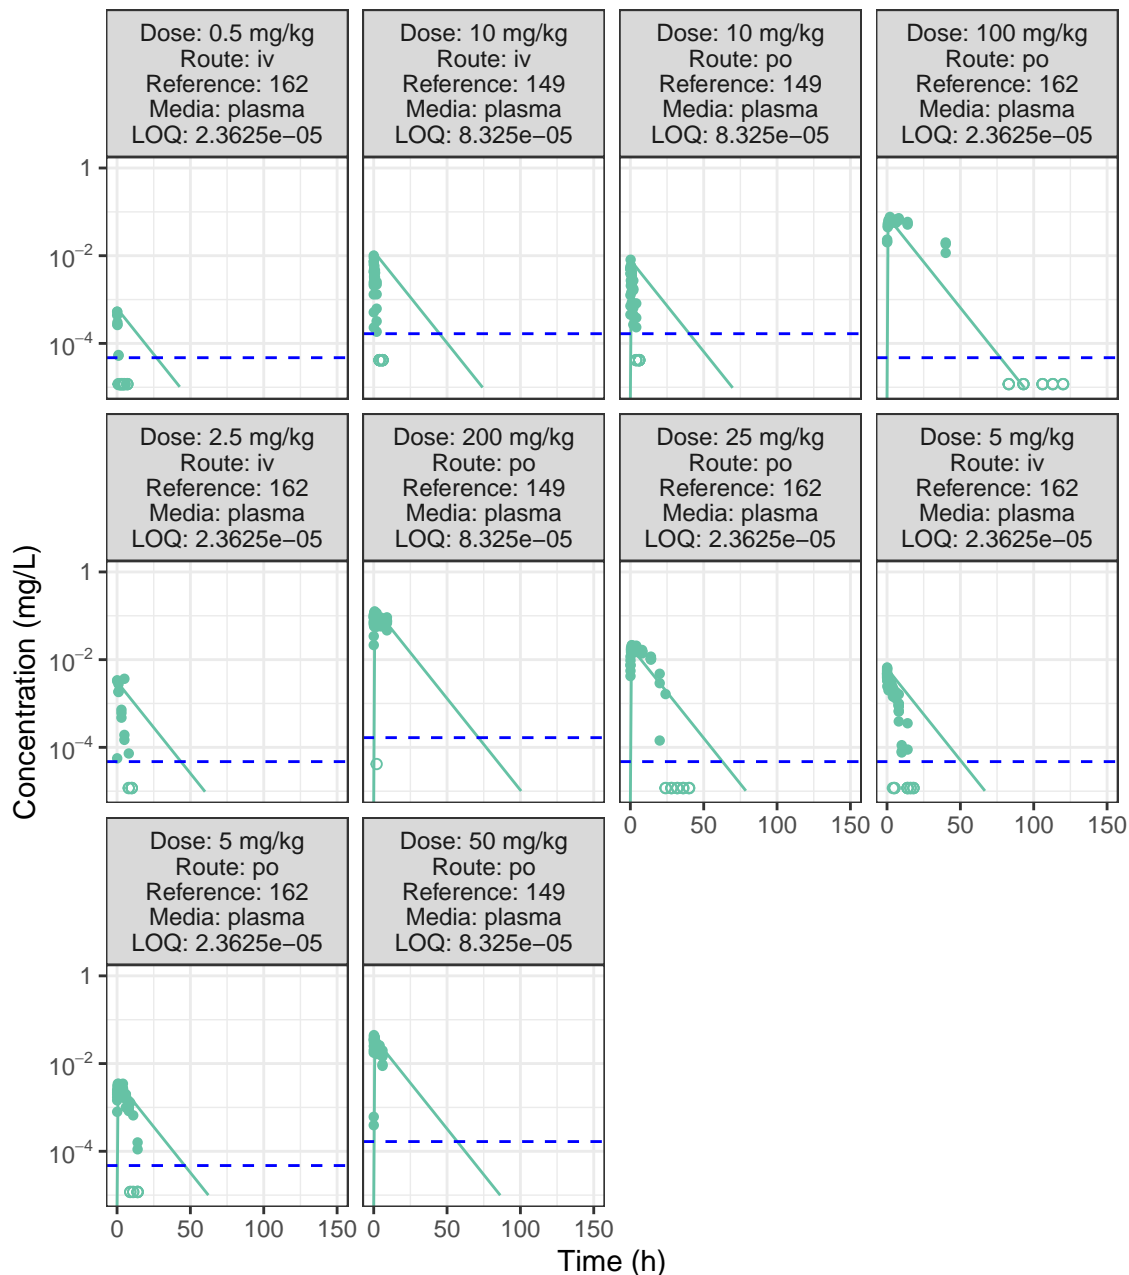 Dose: 0.5 mg/kg
Route: iv
Reference: 162
Media: plasma
LOQ: 2.3625e−05
Dose: 10 mg/kg
Route: iv
Reference: 149
Media: plasma
LOQ: 8.325e−05
Dose: 10 mg/kg
Route: po
Reference: 149
Media: plasma
LOQ: 8.325e−05
Dose: 100 mg/kg
Route: po
Reference: 162
Media: plasma
LOQ: 2.3625e−05
1
10⁻²
10⁻⁴
Dose: 2.5 mg/kg
Route: iv
Reference: 162
Media: plasma
LOQ: 2.3625e−05
Dose: 200 mg/kg
Route: po
Reference: 149
Media: plasma
LOQ: 8.325e−05
Dose: 25 mg/kg
Route: po
Reference: 162
Media: plasma
LOQ: 2.3625e−05
Dose: 5 mg/kg
Route: iv
Reference: 162
Media: plasma
LOQ: 2.3625e−05
Concentration (mg/L)
1
10⁻²
10⁻⁴
0 50 100 150
0 50 100 150
Dose: 5 mg/kg
Route: po
Reference: 162
Media: plasma
LOQ: 2.3625e−05
Dose: 50 mg/kg
Route: po
Reference: 149
Media: plasma
LOQ: 8.325e−05
1
10⁻²
10⁻⁴
0 50 100 150
0 50 100 150
Time (h)